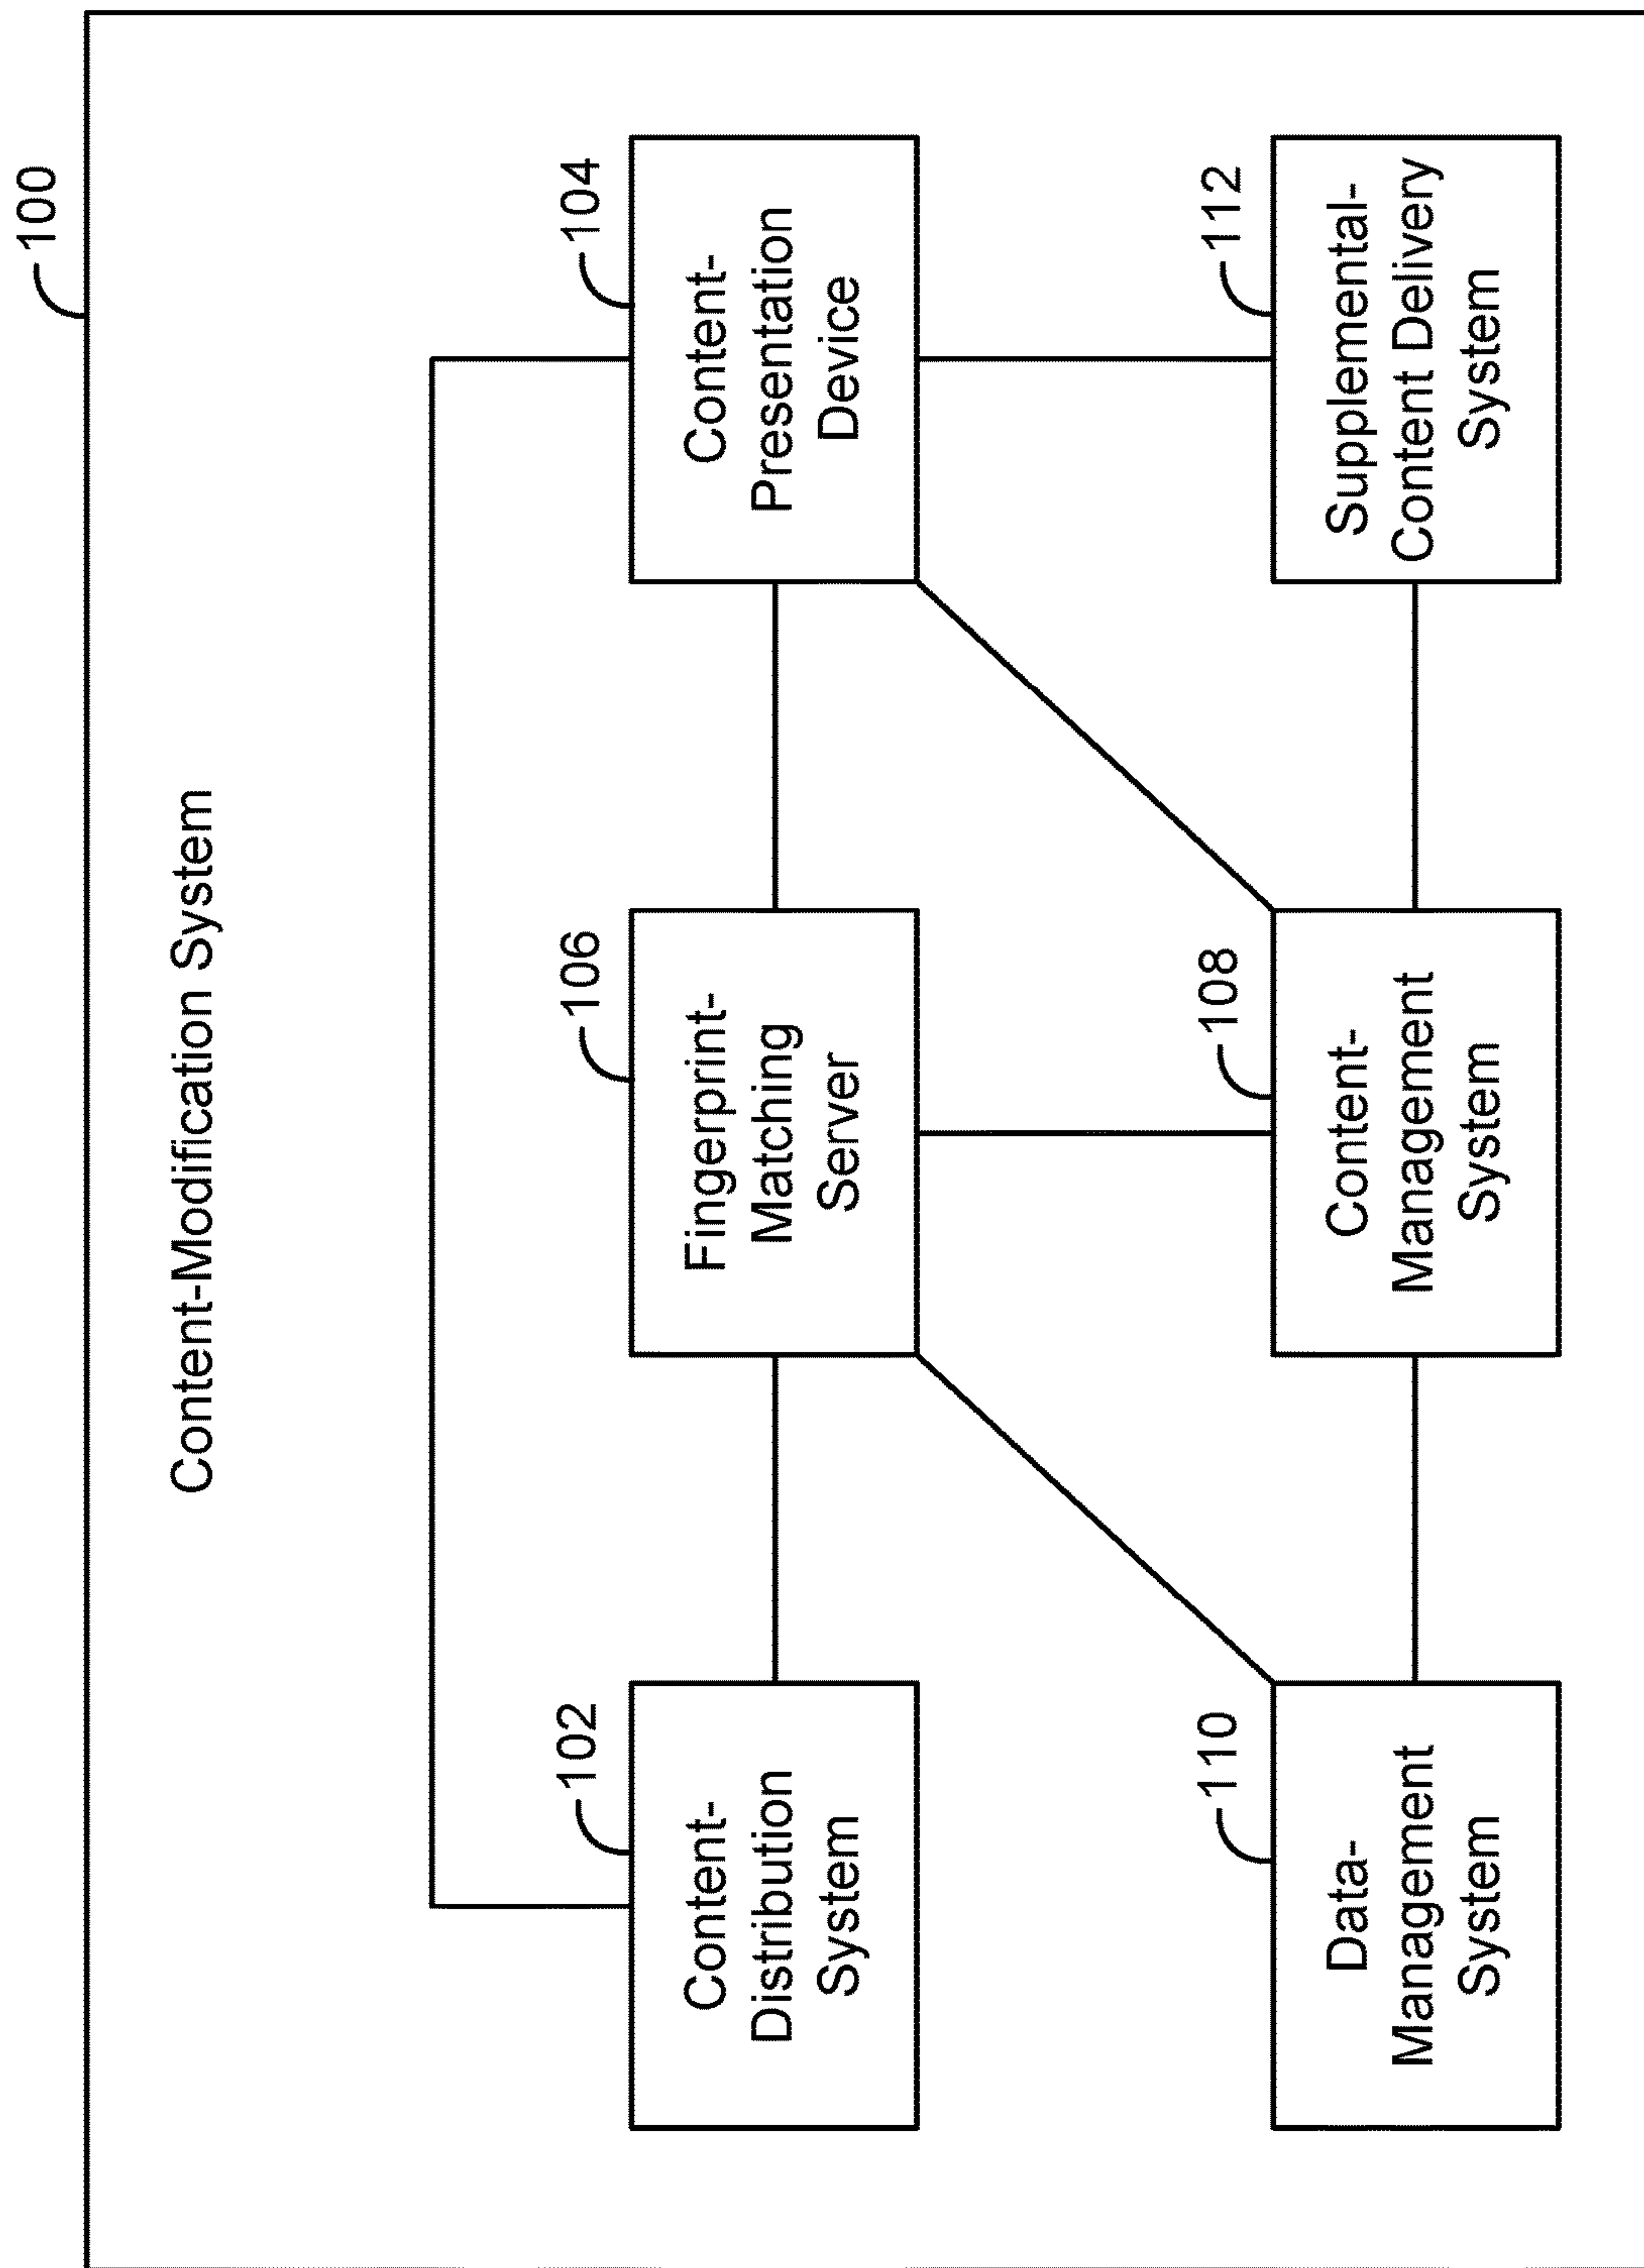 100
Content-Modification System
102
Content-
Distribution
System
106
Fingerprint-
Matching
Server
104
Content-
Presentation
Device
110
Data-
Management
System
108
Content-
Management
System
112
Supplemental-
Content Delivery
System